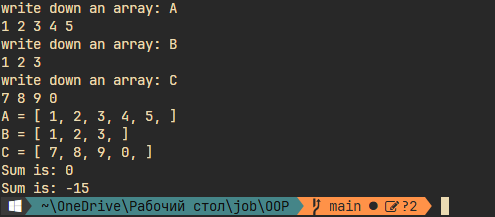 write down an array: A
1 2 3 4 5
write down an array: B
1 2 3
write down an array: C
7 8 9 0
A = [ 1, 2, 3, 4, 5, ]
B = [ 1, 2, 3, ]
C = [ 7, 8, 9, 0, ]
Sum is: 0
Sum is: -15
~\OneDrive\Рабочий стол\job\OOP main ● ?2